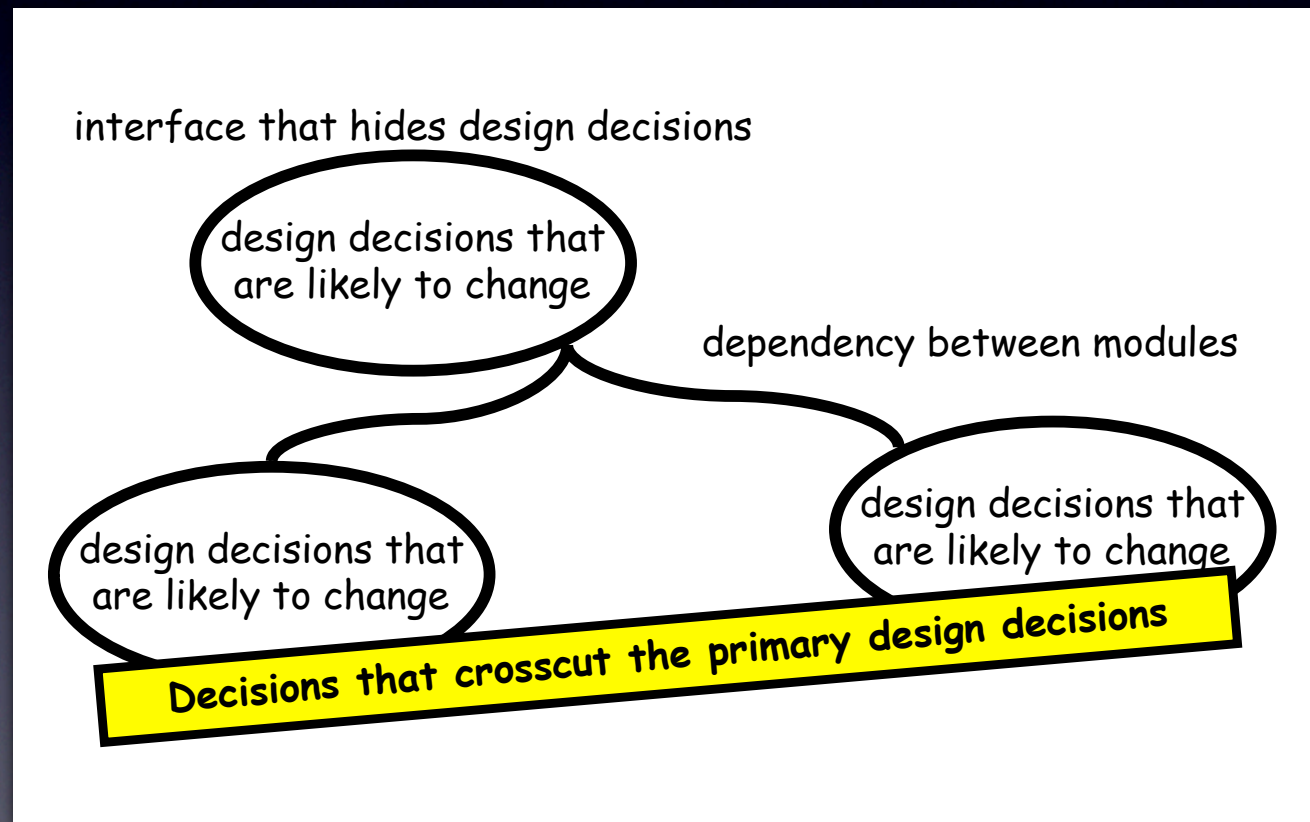 interface that hides design decisions
design decisions that
are likely to change
dependency between modules
design decisions that
are likely to change
design decisions that
are likely to change
Decisions that crosscut the primary design decisions